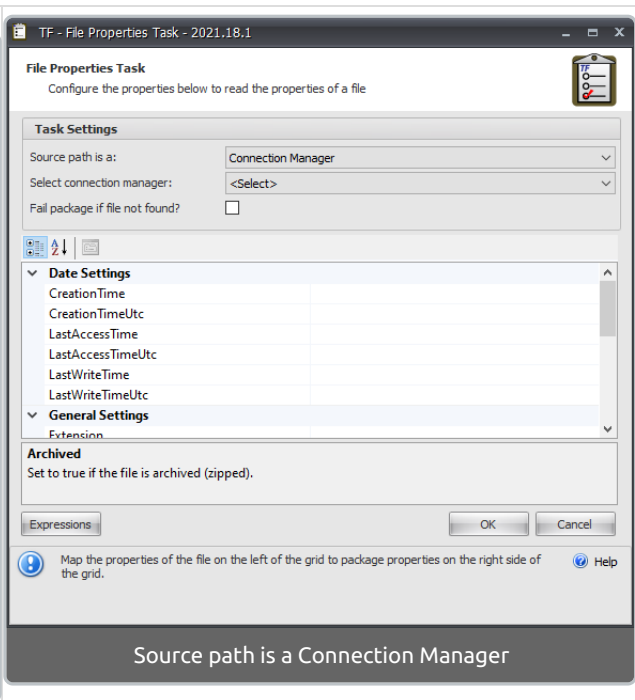 TF - File Properties Task - 2021.18.1
File Properties Task
Configure the properties below to read the properties of a file
TF
Task Settings
Source path is a: Connection Manager
Select connection manager: <Select>
Fail package if file not found?
Date Settings
CreationTime
CreationTimeUtc
LastAccessTime
LastAccessTimeUtc
LastWriteTime
LastWriteTimeUtc
General Settings
Extension
Archived
Set to true if the file is archived (zipped).
Expressions OK Cancel
Map the properties of the file on the left of the grid to package properties on the right side of Help
the grid.
Source path is a Connection Manager